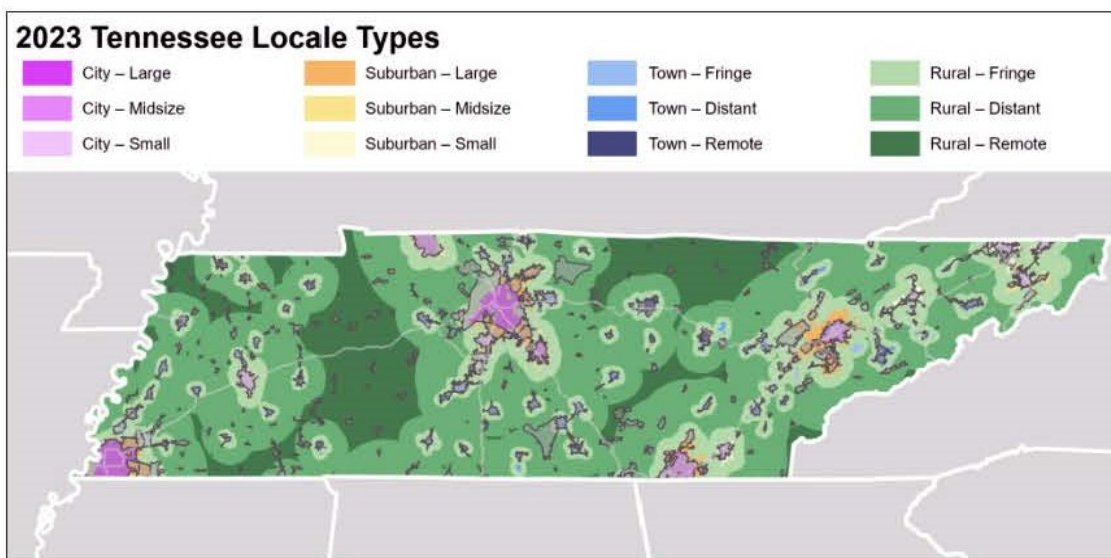 2023 Tennessee Locale Types
City – Large
Suburban – Large
Town – Fringe
Rural – Fringe
City – Midsize
Suburban – Midsize
Town – Distant
Rural – Distant
City – Small
Suburban – Small
Town – Remote
Rural – Remote